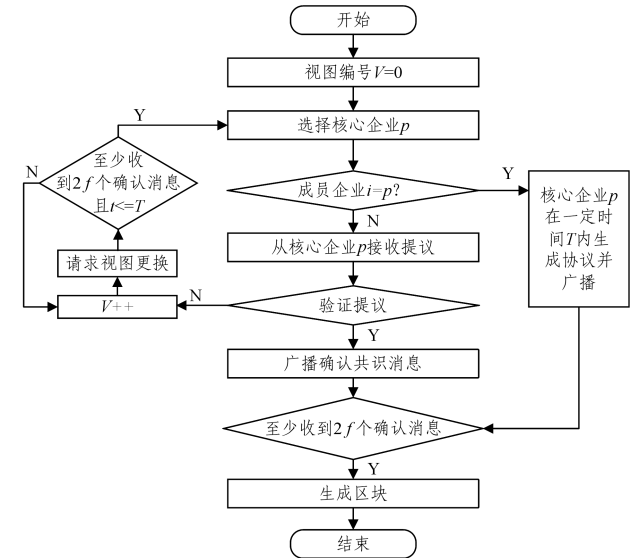 开始
视图编号V=0
Y
选择核心企业p
至少收
到2f个确认消息
且t<=T
N
成员企业i=p?
Y
核心企业p
在一定时
间T内生
成协议并
广播
N
请求视图更换
从核心企业p接收提议
V++
N
验证提议
Y
广播确认共识消息
至少收到2f个确认消息
Y
生成区块
结束